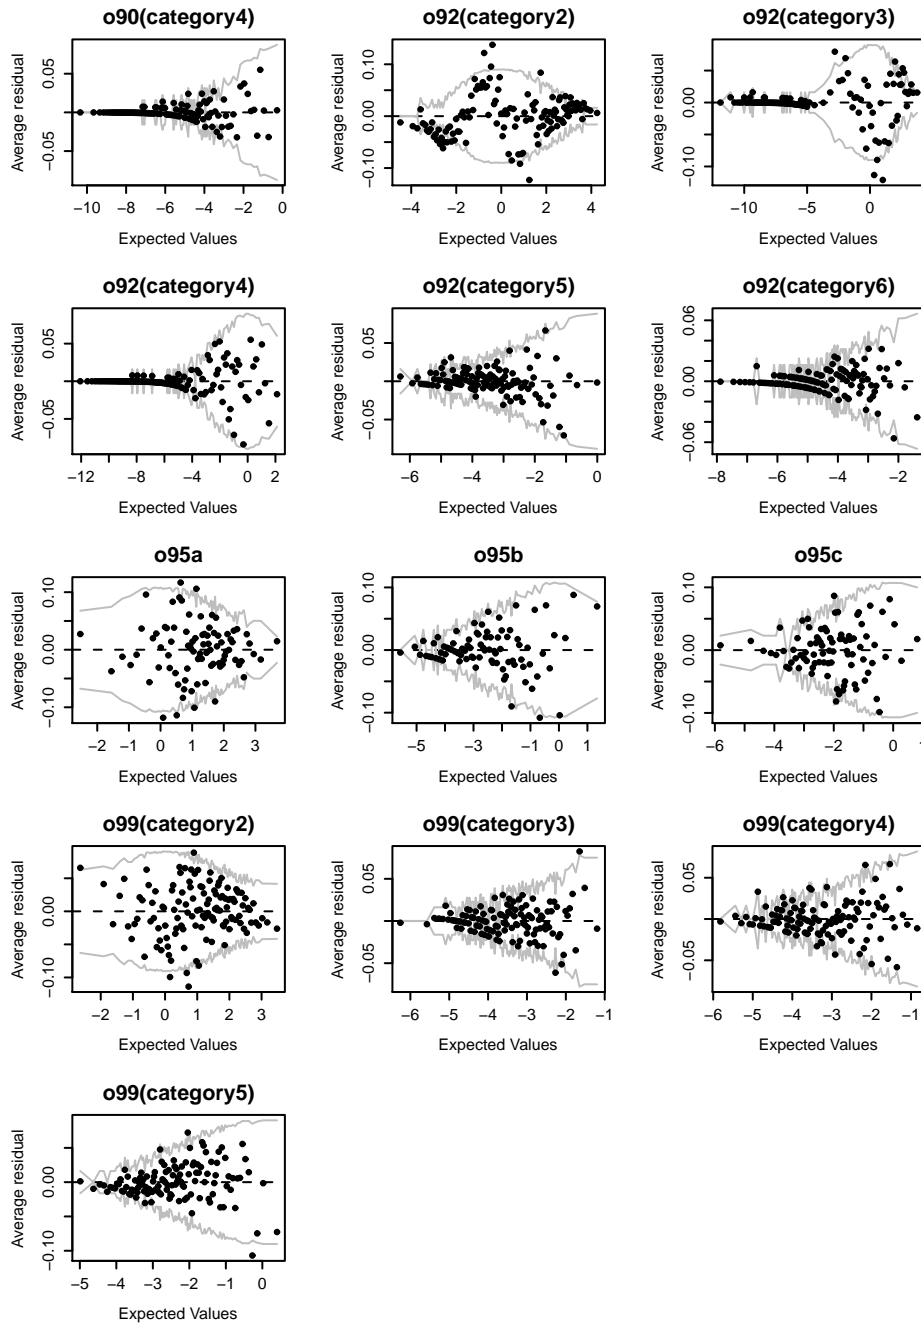 o90(category4)
Average residual
0.05
−0.05
−10 −8 −6 −4 −2 0
Expected Values
o92(category2)
Average residual
0.10
0.00
−0.10
−4 −2 0 2 4
Expected Values
o92(category3)
Average residual
0.00
−0.10
−10 −5 0
Expected Values
o92(category4)
Average residual
0.05
−0.05
−12 −8 −4 0 2
Expected Values
o92(category5)
Average residual
0.05
−0.05
−6 −5 −4 −3 −2 −1 0
Expected Values
o92(category6)
Average residual
0.06
0.00
−0.06
−8 −7 −6 −5 −4 −3 −2
Expected Values
o95a
Average residual
0.10
0.00
−0.10
−2 −1 0 1 2 3
Expected Values
o95b
Average residual
0.10
0.00
−0.10
−5 −4 −3 −2 −1 0 1
Expected Values
o95c
Average residual
0.10
0.00
−0.10
−6 −4 −2 0
Expected Values
o99(category2)
Average residual
0.00
−0.10
−2 −1 0 1 2 3
Expected Values
o99(category3)
Average residual
0.05
−0.05
−6 −5 −4 −3 −2 −1
Expected Values
o99(category4)
Average residual
0.05
−0.05
−6 −5 −4 −3 −2 −1
Expected Values
o99(category5)
Average residual
0.00
−0.10
−5 −4 −3 −2 −1 0
Expected Values